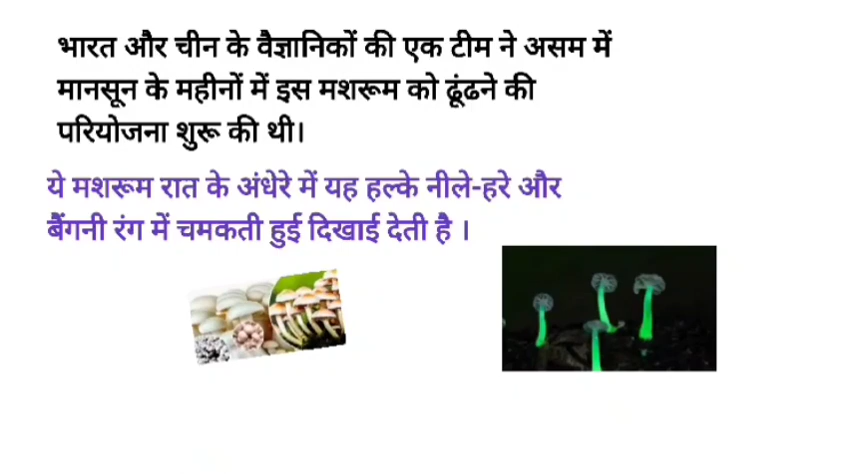 भारत और चीन के वैज्ञानिकों की एक टीम ने असम में
मानसून के महीनों में इस मशरूम को ढूंढने की
परियोजना शुरू की थी।
ये मशरूम रात के अंधेरे में यह हल्के नीले-हरे और
बैंगनी रंग में चमकती हुई दिखाई देती है ।